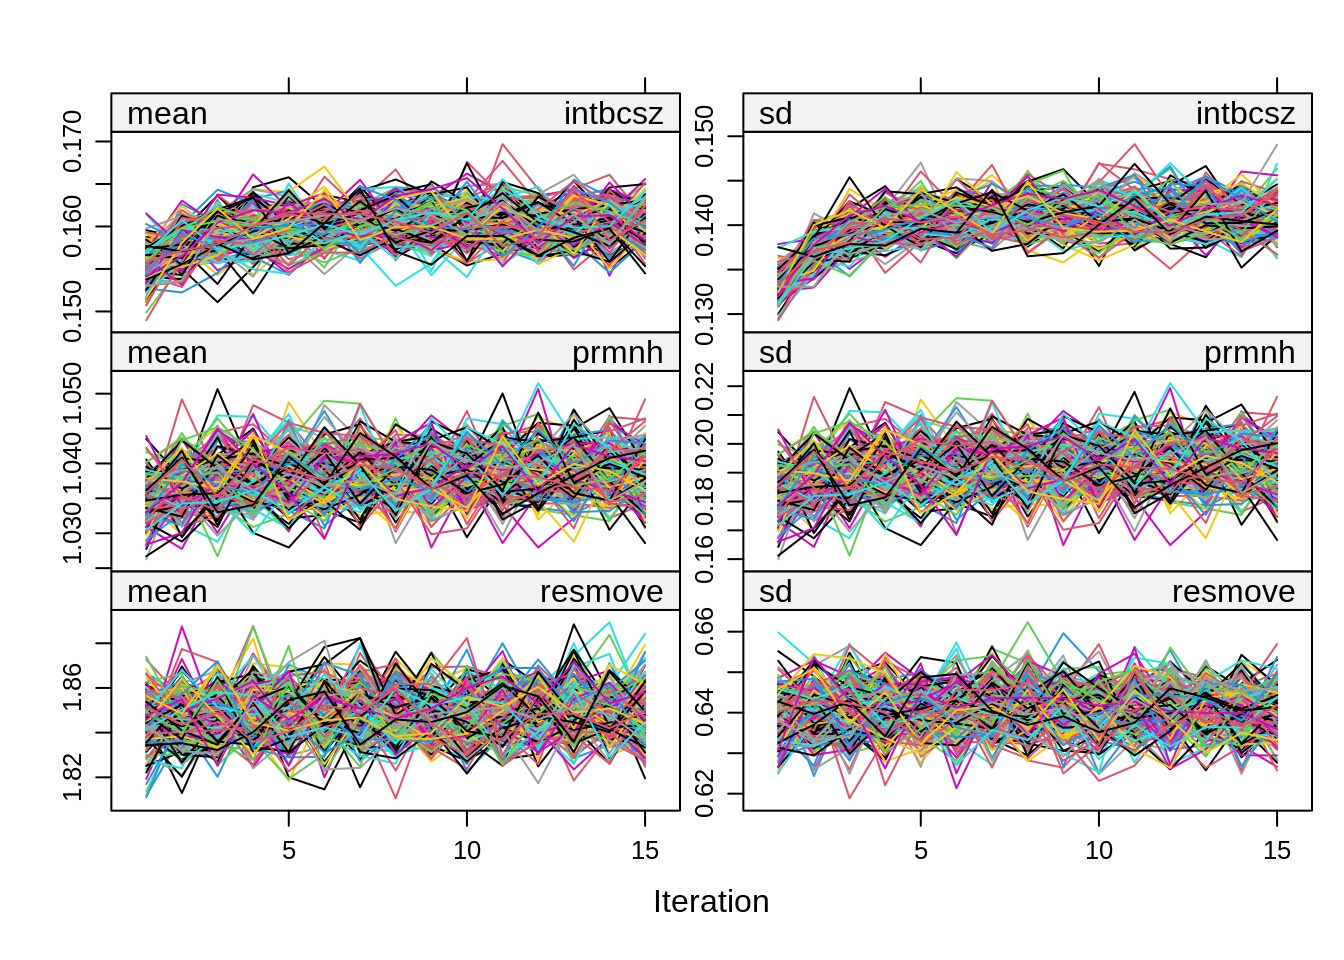 mean intbcsz
sd intbcsz
0.150 0.160 0.170
0.130 0.140 0.150
mean prmnh
sd prmnh
1.030 1.040 1.050
0.16 0.18 0.20 0.22
mean resmove
sd resmove
1.82 1.86
0.62 0.64 0.66
5 10 15
5 10 15
Iteration